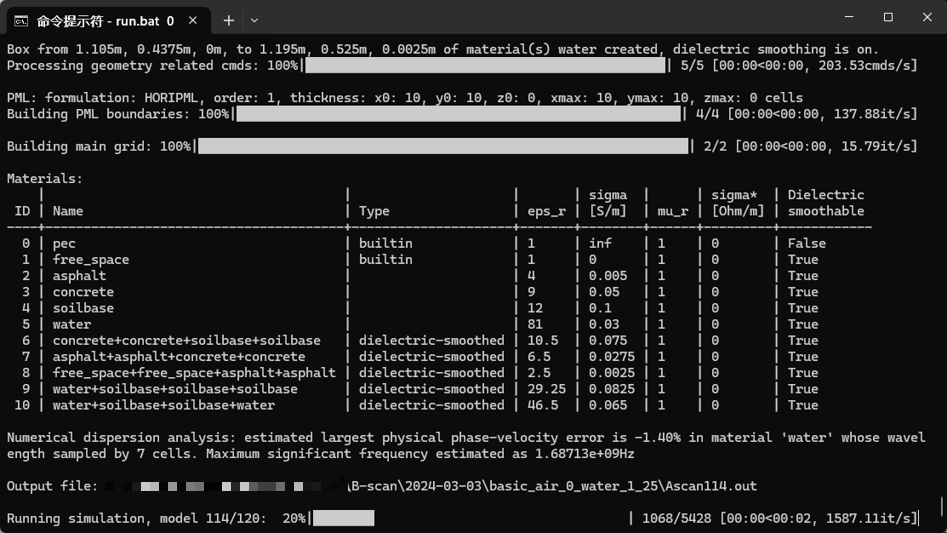 命令提示符 - run.bat  0
Box from 1.105m, 0.4375m, 0m, to 1.195m, 0.525m, 0.0025m of material(s) water created, dielectric smoothing is on.
Processing geometry related cmds: 100%| | 5/5 [00:00<00:00, 203.53cmds/s]
PML: formulation: HORIPML, order: 1, thickness: x0: 10, y0: 10, z0: 0, xmax: 10, ymax: 10, zmax: 0 cells
Building PML boundaries: 100%| | 4/4 [00:00<00:00, 137.88it/s]
Building main grid: 100%| | 2/2 [00:00<00:00, 15.79it/s]
Materials:
| | | | sigma | | sigma* | Dielectric
ID | Name | Type | eps_r | [S/m] | mu_r | [Ohm/m] | smoothable
0 | pec | builtin | 1 | inf | 1 | 0 | False
1 | free_space | builtin | 1 | 0 | 1 | 0 | True
2 | asphalt | | 4 | 0.005 | 1 | 0 | True
3 | concrete | | 9 | 0.05 | 1 | 0 | True
4 | soilbase | | 12 | 0.1 | 1 | 0 | True
5 | water | | 81 | 0.03 | 1 | 0 | True
6 | concrete+concrete+soilbase+soilbase | dielectric-smoothed | 10.5 | 0.075 | 1 | 0 | True
7 | asphalt+asphalt+concrete+concrete | dielectric-smoothed | 6.5 | 0.0275 | 1 | 0 | True
8 | free_space+free_space+asphalt+asphalt | dielectric-smoothed | 2.5 | 0.0025 | 1 | 0 | True
9 | water+soilbase+soilbase+soilbase | dielectric-smoothed | 29.25 | 0.0825 | 1 | 0 | True
10 | water+soilbase+soilbase+water | dielectric-smoothed | 46.5 | 0.065 | 1 | 0 | True
Numerical dispersion analysis: estimated largest physical phase-velocity error is -1.40% in material 'water' whose wavel
ength sampled by 7 cells. Maximum significant frequency estimated as 1.68713e+09Hz
Output file: \B-scan\2024-03-03\basic_air_0_water_1_25\Ascan114.out
Running simulation, model 114/120:  20%| | 1068/5428 [00:00<00:02, 1587.11it/s]